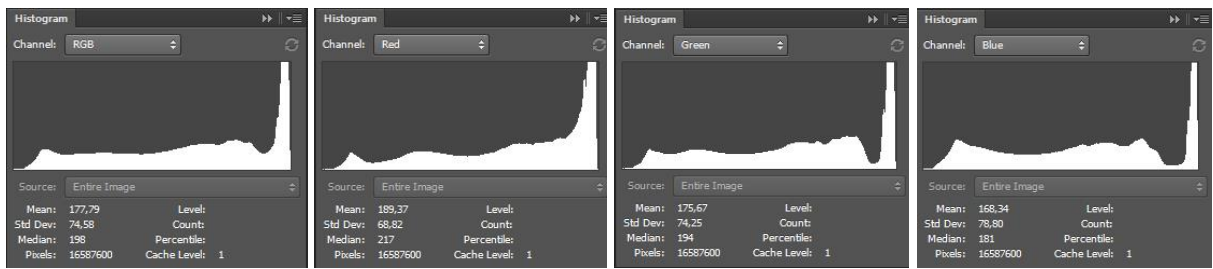 Histogram
Channel: RGB
Source: Entire Image
Mean: 177,79 Level:
Std Dev: 74,58 Count:
Median: 198 Percentile:
Pixels: 16587600 Cache Level: 1
Histogram
Channel: Red
Source: Entire Image
Mean: 189,37 Level:
Std Dev: 68,82 Count:
Median: 217 Percentile:
Pixels: 16587600 Cache Level: 1
Histogram
Channel: Green
Source: Entire Image
Mean: 175,67 Level:
Std Dev: 74,25 Count:
Median: 194 Percentile:
Pixels: 16587600 Cache Level: 1
Histogram
Channel: Blue
Source: Entire Image
Mean: 168,34 Level:
Std Dev: 78,80 Count:
Median: 181 Percentile:
Pixels: 16587600 Cache Level: 1